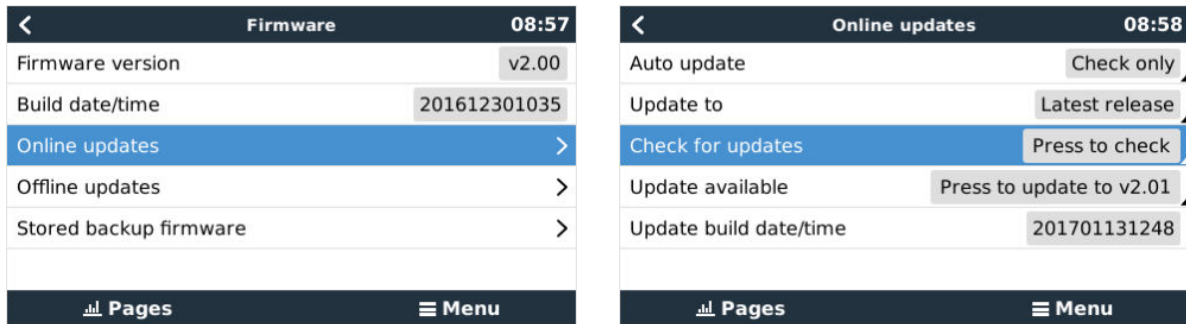 Firmware 08:57
Firmware version v2.00
Build date/time 201612301035
Online updates
Offline updates
Stored backup firmware
Pages Menu
Online updates 08:58
Auto update Check only
Update to Latest release
Check for updates Press to check
Update available Press to update to v2.01
Update build date/time 201701131248
Pages Menu